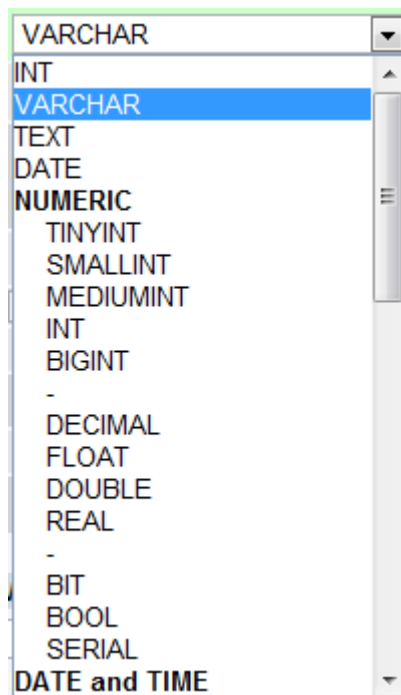 VARCHAR
INT
VARCHAR
TEXT
DATE
NUMERIC
TINYINT
SMALLINT
MEDIUMINT
INT
BIGINT
-
DECIMAL
FLOAT
DOUBLE
REAL
-
BIT
BOOL
SERIAL
DATE and TIME